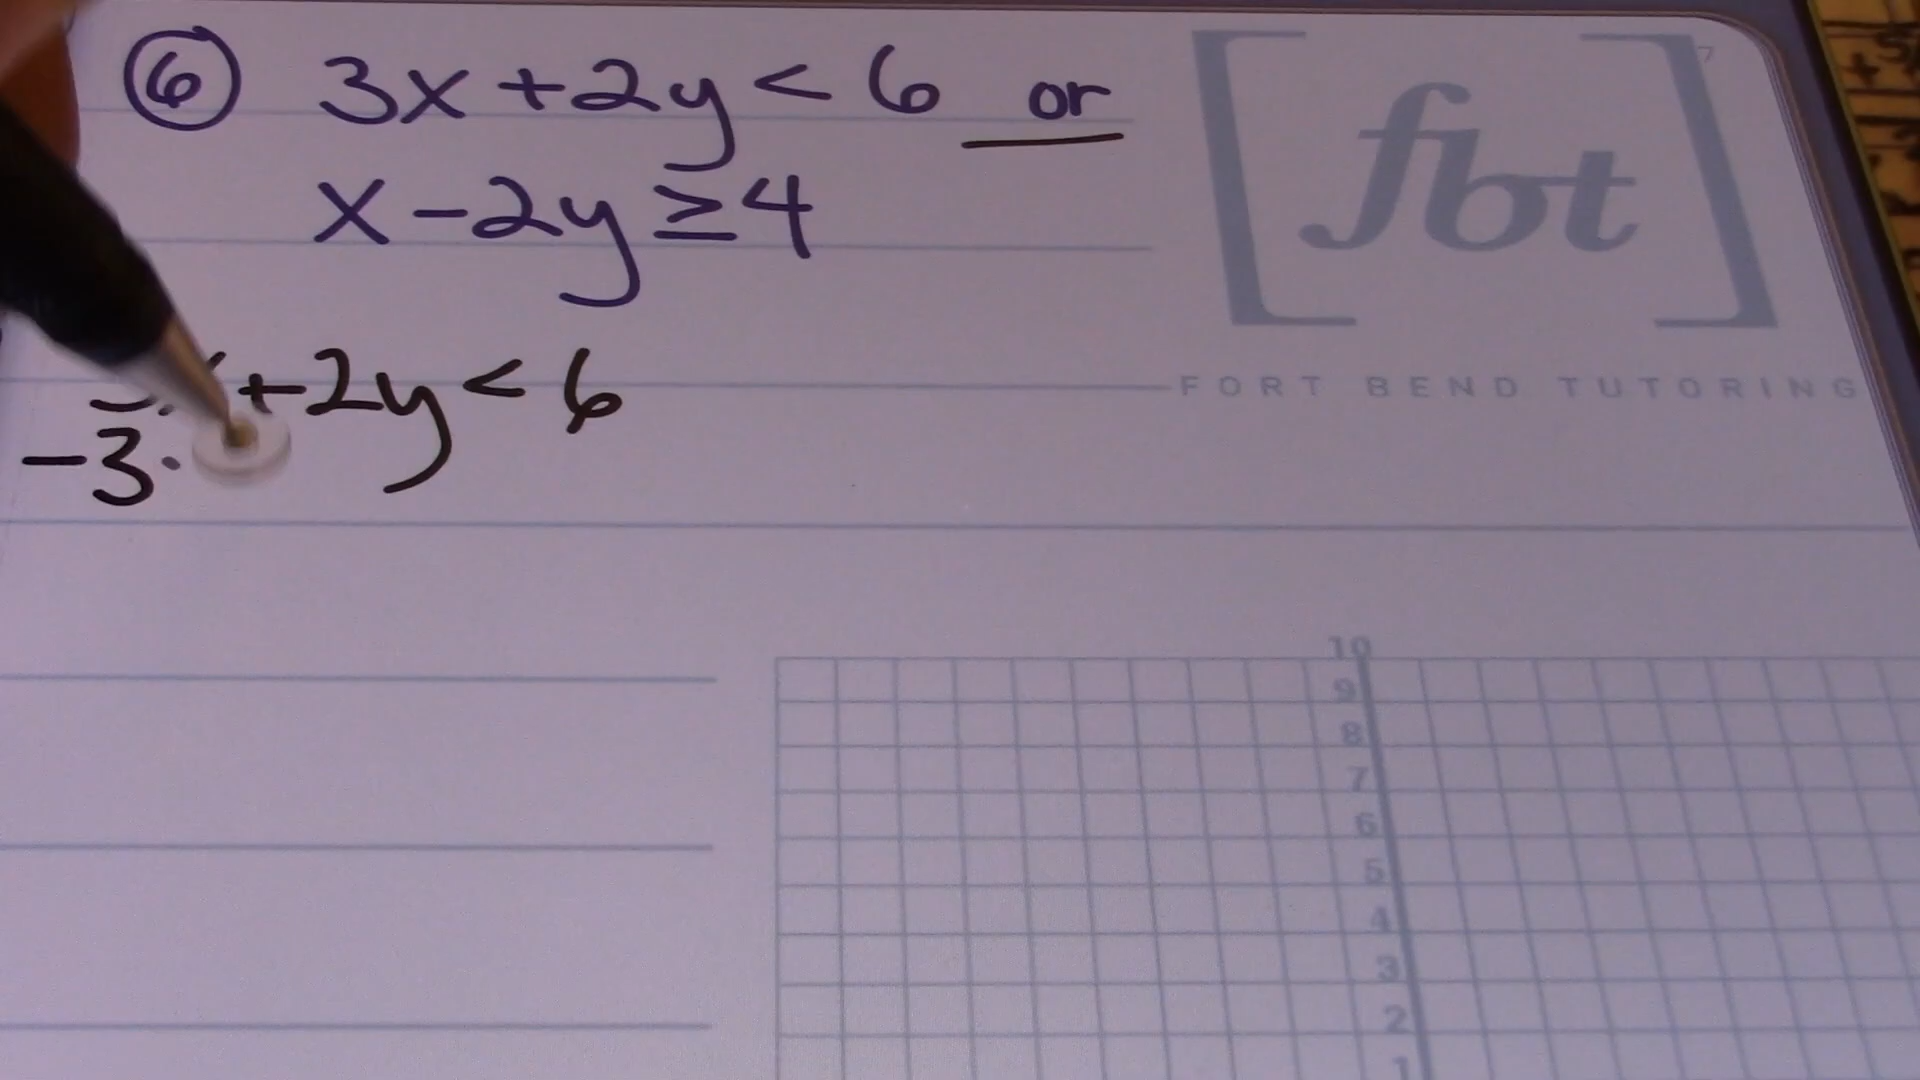 6 3x + 2y < 6 or
x - 2y ≥ 4
fbt
FORT BEND TUTORING
+ 2y < 6
-3
10
9
8
7
6
5
4
3
2
1